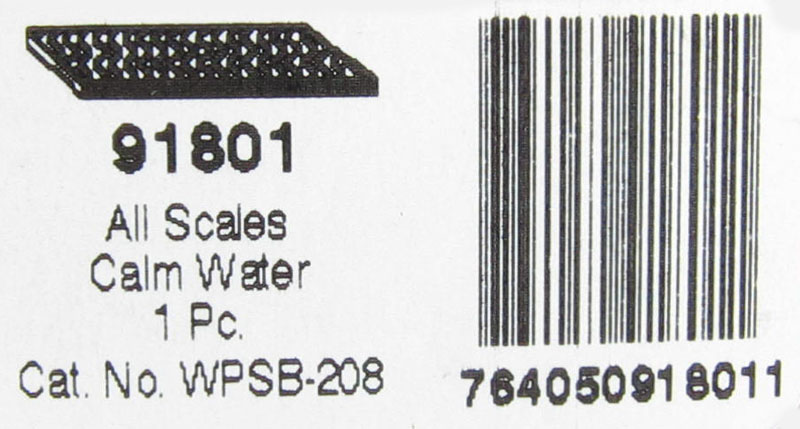 91801
All Scales
Calm Water
1 Pc.
Cat. No. WPSB-208
764050918011